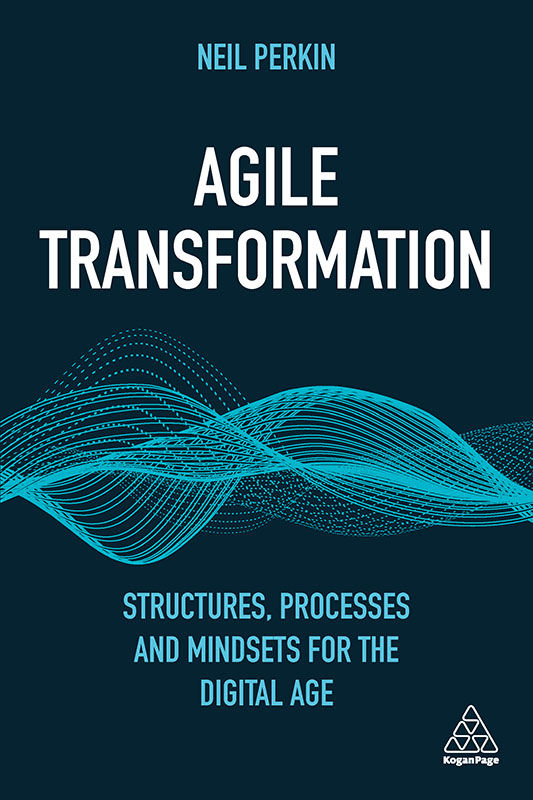 NEIL PERKIN
AGILE
TRANSFORMATION
STRUCTURES, PROCESSES
AND MINDSETS FOR THE
DIGITAL AGE
KoganPage